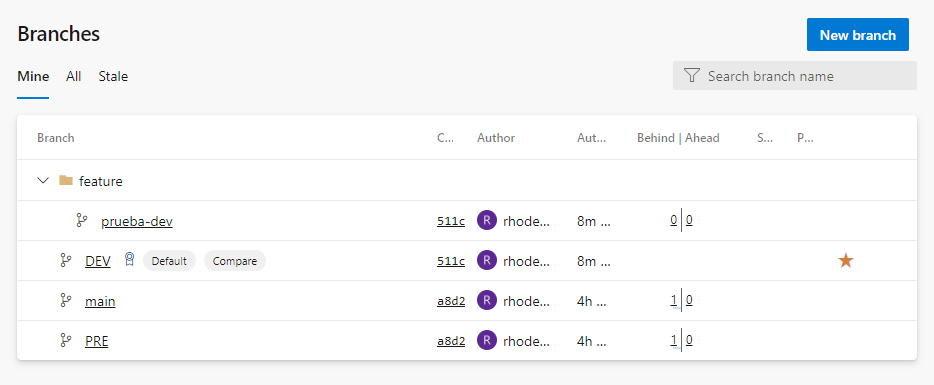 Branches
New branch
Mine All Stale
Search branch name
Branch C... Author Aut... Behind | Ahead S... P...
feature
prueba-dev 511c R rhode... 8m ... 0 | 0
DEV Default Compare 511c R rhode... 8m ...
main a8d2 R rhode... 4h ... 1 | 0
PRE a8d2 R rhode... 4h ... 1 | 0